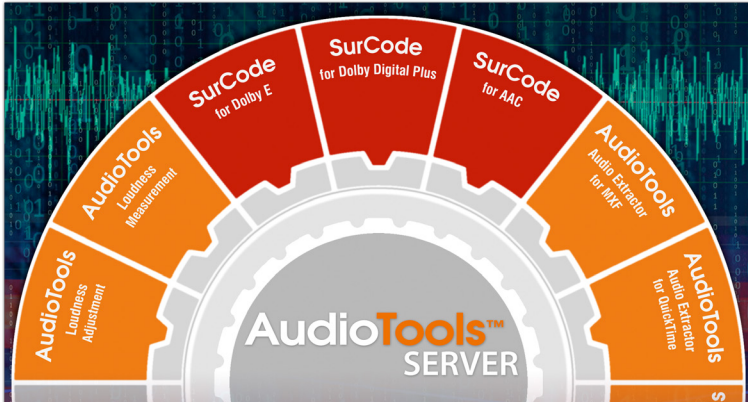 AudioTools
Loudness
Adjustment
AudioTools
Loudness
Measurement
SurCode
for Dolby E
SurCode
for Dolby Digital Plus
SurCode
for AAC
AudioTools
Audio Extractor
for MXF
AudioTools
Audio Extractor
for QuickTime
AudioTools™
SERVER